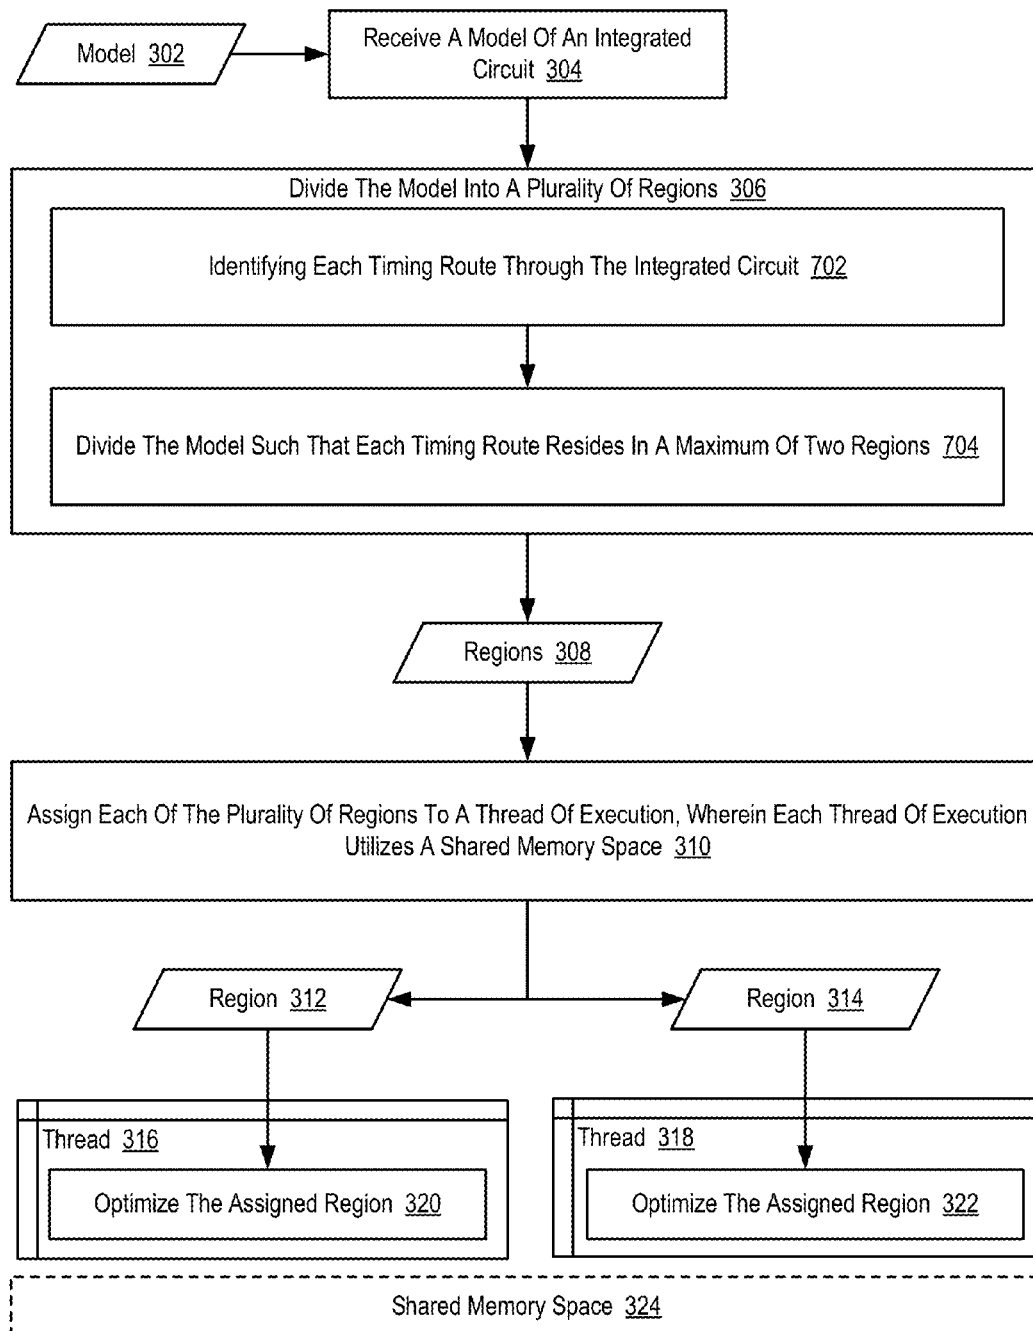 Model 302
Receive A Model Of An Integrated
Circuit 304
Divide The Model Into A Plurality Of Regions 306
Identifying Each Timing Route Through The Integrated Circuit 702
Divide The Model Such That Each Timing Route Resides In A Maximum Of Two Regions 704
Regions 308
Assign Each Of The Plurality Of Regions To A Thread Of Execution, Wherein Each Thread Of Execution
Utilizes A Shared Memory Space 310
Region 312
Region 314
Thread 316
Optimize The Assigned Region 320
Thread 318
Optimize The Assigned Region 322
Shared Memory Space 324